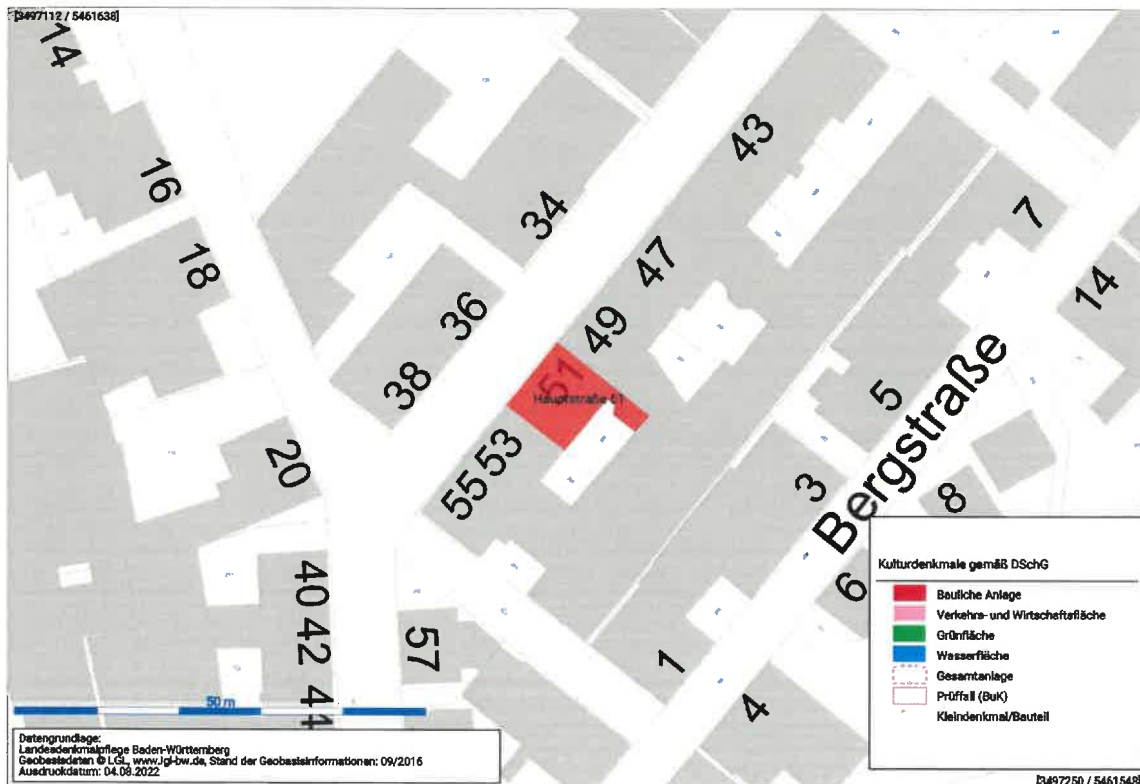 [3497112 / 5461638]
14
16
18
20
40
42
44
57
43
34
47
36
49
38
51
Hauptstraße 51
53
55
7
14
5
Bergstraße
3
8
6
1
4
50 m
Kulturdenkmale gemäß DSchG
Bauliche Anlage
Verkehrs- und Wirtschaftsfläche
Grünfläche
Wasserfläche
Gesamtanlage
Prüffall (BuK)
Kleindenkmal/Bauteil
Datengrundlage:
Landesdenkmalpflege Baden-Württemberg
Geobasisdaten © LGL, www.lgl-bw.de, Stand der Geobasisinformationen: 09/2016
Ausdruckdatum: 04.08.2022
[3497250 / 5461548]